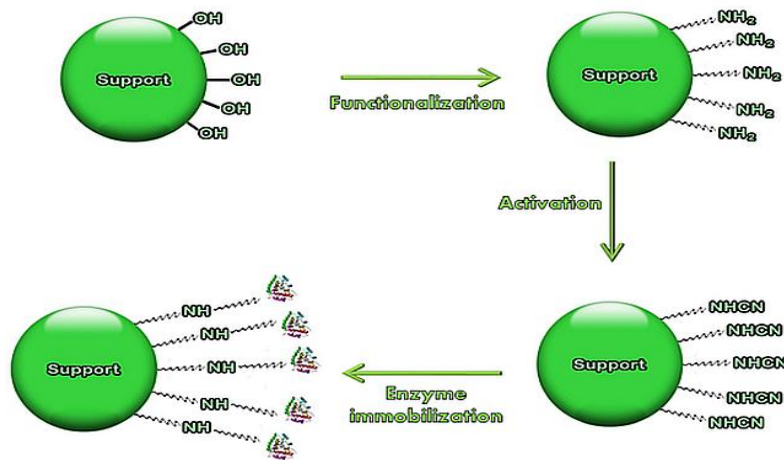 OH
OH
Support
OH
OH
OH
Functionalization
NH2
NH2
Support
NH2
NH2
NH2
Activation
NHCN
NHCN
Support
NHCN
NHCN
NHCN
Enzyme
immobilization
NH
NH
Support
NH
NH
NH